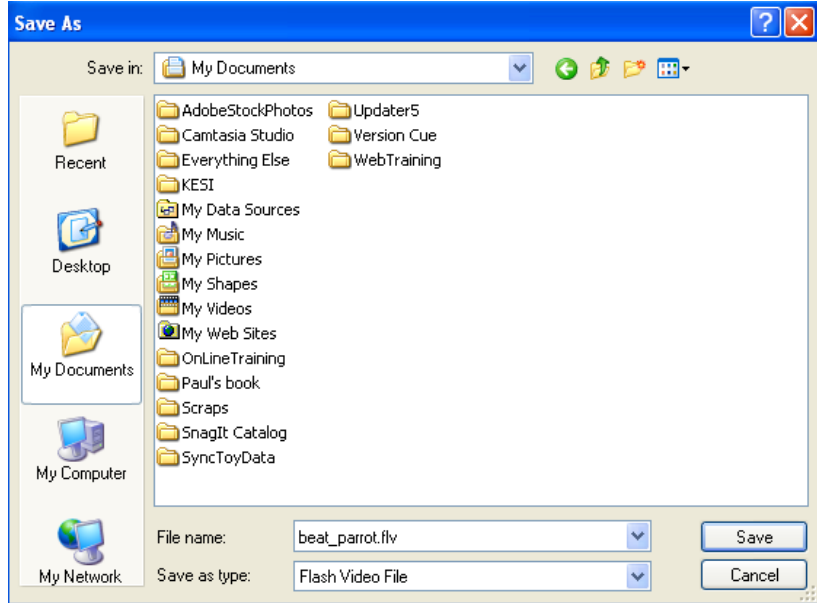 Save As
Save in:
My Documents
Recent
Desktop
My Documents
My Computer
My Network
AdobeStockPhotos
Camtasia Studio
Everything Else
KESI
My Data Sources
My Music
My Pictures
My Shapes
My Videos
My Web Sites
OnLineTraining
Paul's book
Scraps
SnagIt Catalog
SyncToyData
Updater5
Version Cue
WebTraining
File name:
beat_parrot.flv
Save
Save as type:
Flash Video File
Cancel